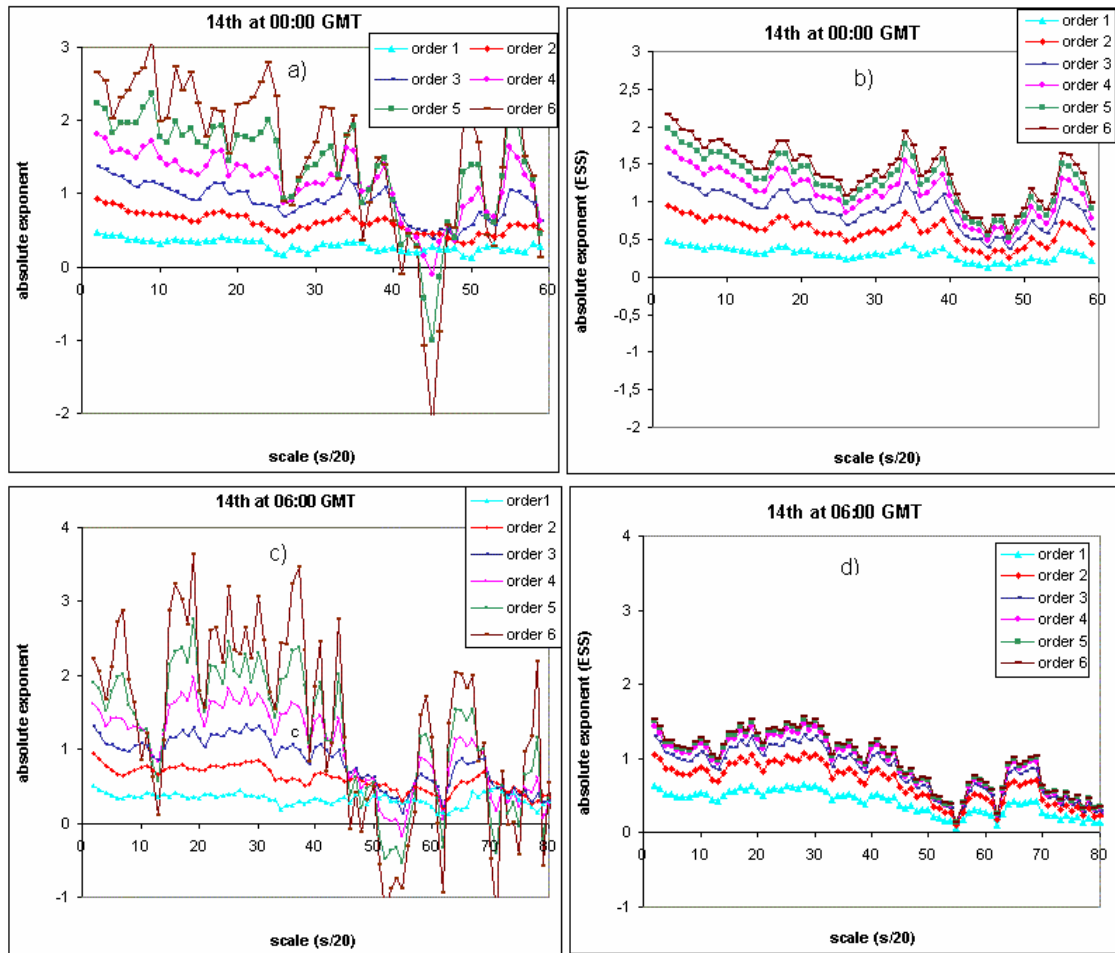 14th at 00:00 GMT
a)
order 1
order 2
order 3
order 4
order 5
order 6
absolute exponent
3
2
1
0
-1
-2
0
10
20
30
40
50
60
scale (s/20)
14th at 00:00 GMT
b)
order 1
order 2
order 3
order 4
order 5
order 6
absolute exponent (ESS)
3
2,5
2
1,5
1
0,5
0
-0,5
-1
-1,5
-2
0
10
20
30
40
50
60
scale (s/20)
14th at 06:00 GMT
c)
order1
order 2
order 3
order 4
order 5
order 6
c
absolute exponent
4
3
2
1
0
-1
0
10
20
30
40
50
60
70
80
scale (s/20)
14th at 06:00 GMT
d)
order 1
order 2
order 3
order 4
order 5
order 6
absolute exponent (ESS)
4
3
2
1
0
-1
0
10
20
30
40
50
60
70
80
scale (s/20)